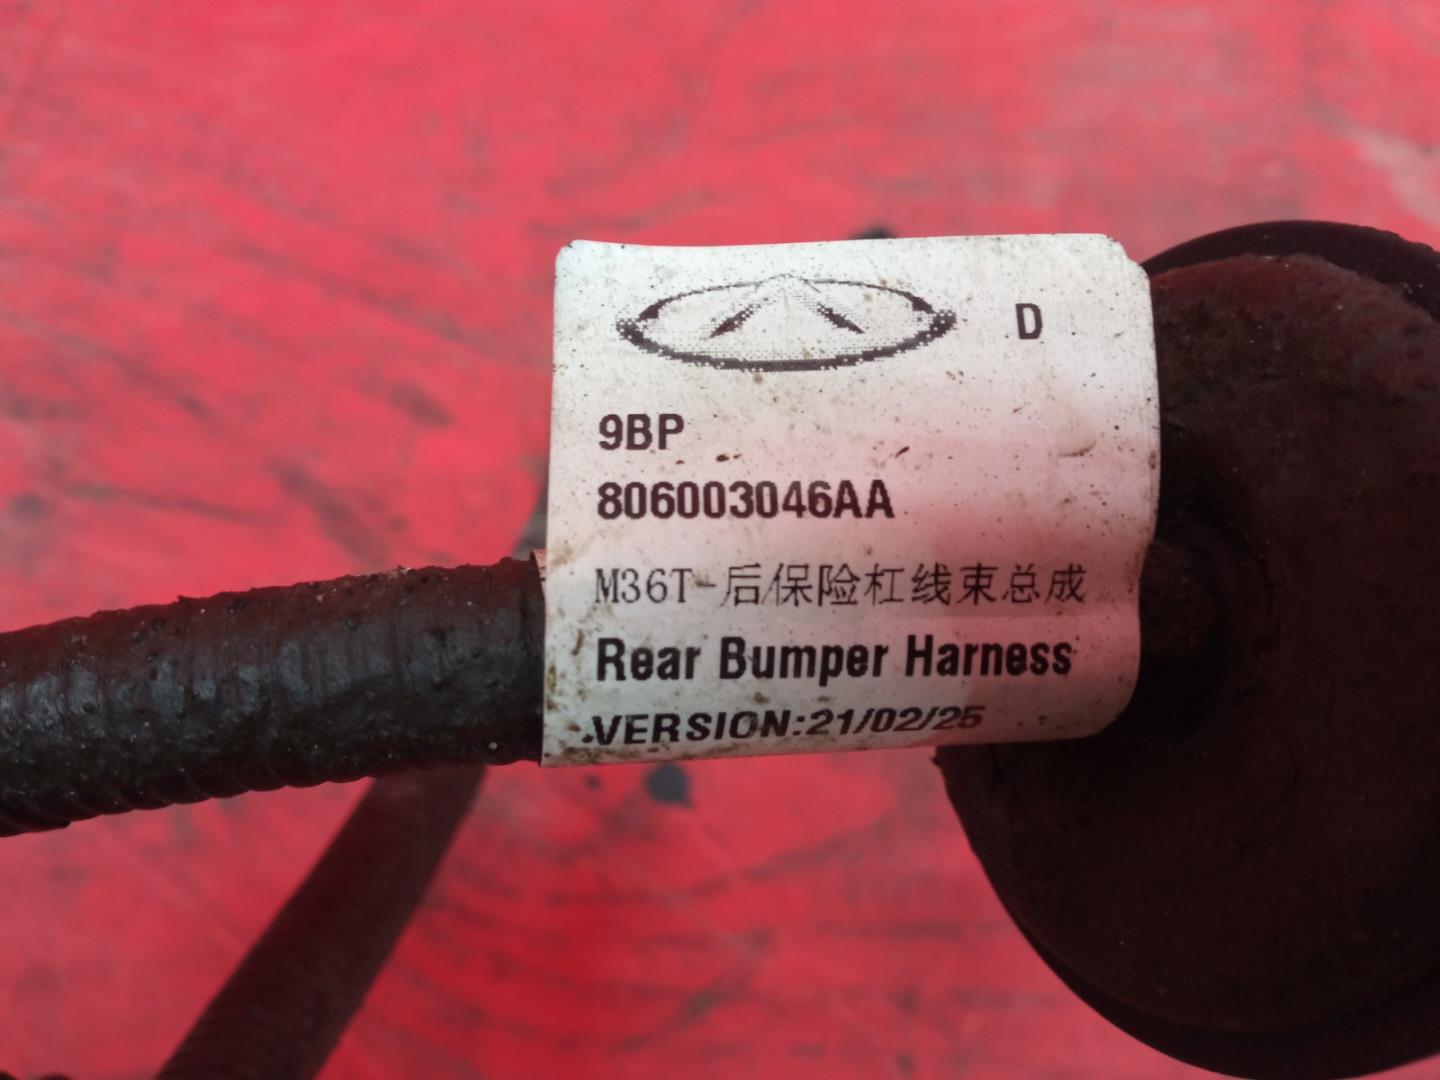 D
9BP
806003046AA
M36T-后保险杠线束总成
Rear Bumper Harness
VERSION:21/02/25